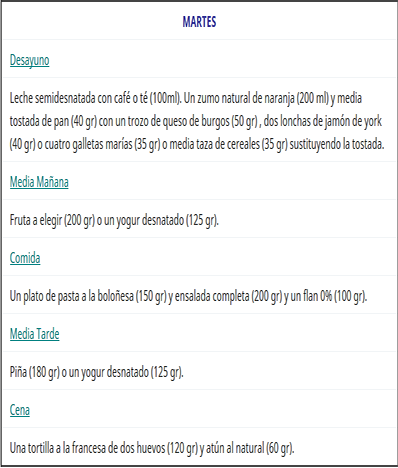 MARTES
Desayuno
Leche semidesnatada con café o té (100ml). Un zumo natural de naranja (200 ml) y media
tostada de pan (40 gr) con un trozo de queso de burgos (50 gr) , dos lonchas de jamón de york
(40 gr) o cuatro galletas marías (35 gr) o media taza de cereales (35 gr) sustituyendo la tostada.
Media Mañana
Fruta a elegir (200 gr) o un yogur desnatado (125 gr).
Comida
Un plato de pasta a la boloñesa (150 gr) y ensalada completa (200 gr) y un flan 0% (100 gr).
Media Tarde
Piña (180 gr) o un yogur desnatado (125 gr).
Cena
Una tortilla a la francesa de dos huevos (120 gr) y atún al natural (60 gr).